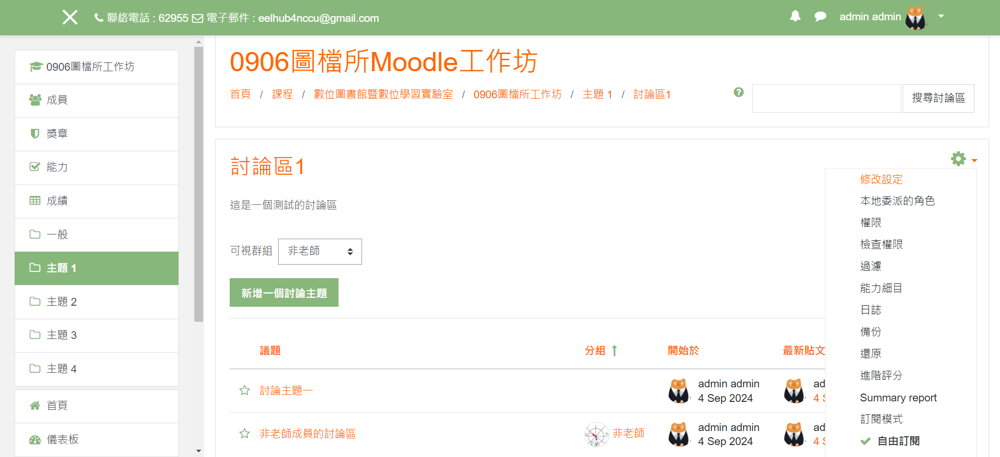 聯絡電話 : 62955 電子郵件 : eelhub4nccu@gmail.com
admin admin
0906圖檔所工作坊
成員
獎章
能力
成績
一般
主題 1
主題 2
主題 3
主題 4
首頁
儀表板
0906圖檔所Moodle工作坊
首頁 / 課程 / 數位圖書館暨數位學習實驗室 / 0906圖檔所工作坊 / 主題 1 / 討論區1
搜尋討論區
討論區1
這是一個測試的討論區
可視群組 非老師
新增一個討論主題
議題 分組 開始於 最新貼文
討論主題一 admin admin ad
4 Sep 2024 4 S
非老師成員的討論區 非老師 admin admin ad
4 Sep 2024 4 S
修改設定
本地委派的角色
權限
檢查權限
過濾
能力細目
日誌
備份
還原
進階評分
Summary report
訂閱模式
自由訂閱